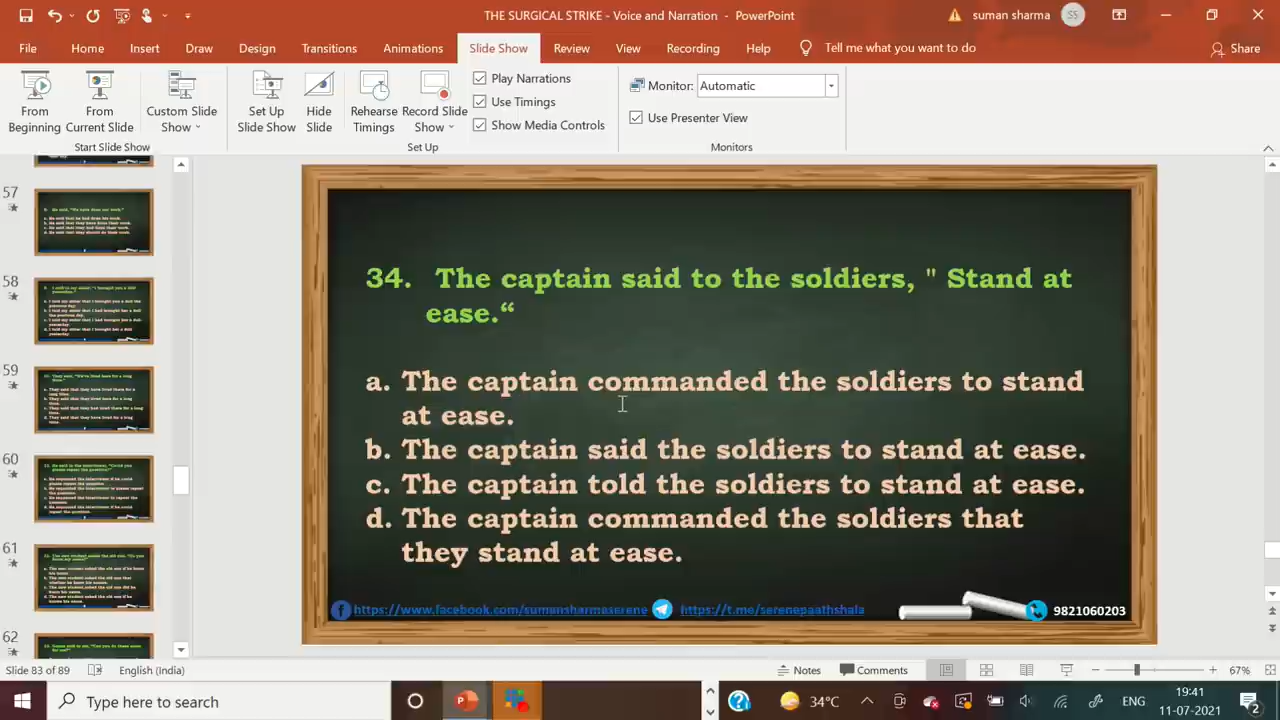 THE SURGICAL STRIKE - Voice and Narration - PowerPoint
suman sharma
SS
File Home Insert Draw Design Transitions Animations Slide Show Review View Recording Help Tell me what you want to do Share
From Beginning
From Current Slide
Custom Slide Show
Start Slide Show
Set Up Slide Show
Hide Slide
Rehearse Timings
Record Slide Show
Play Narrations
Use Timings
Show Media Controls
Set Up
Monitor: Automatic
Use Presenter View
Monitors
57
58
59
60
61
62
34. The captain said to the soldiers, " Stand at
ease.“
a. The captain commanded the soldiers to stand
at ease.
b. The captain said the soldiers to stand at ease.
c. The captain told the soldiers to stand at ease.
d. The captain commanded the soldiers that
they stand at ease.
https://www.facebook.com/sumansharmaserene https://t.me/serenepaathshala 9821060203
Slide 83 of 89 English (India) Notes Comments 67%
Type here to search
34°C
ENG
19:41
11-07-2021
2